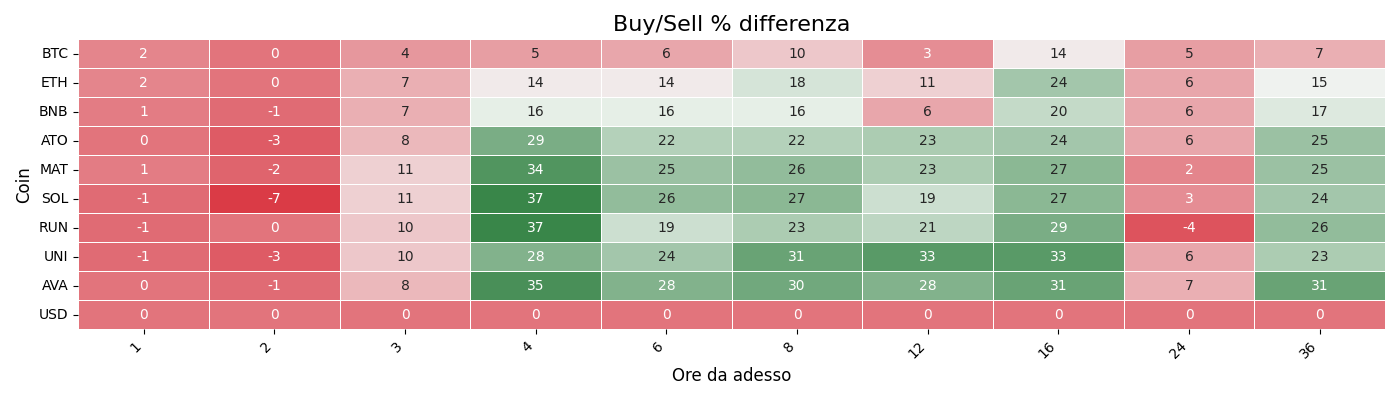 Buy/Sell % differenza
Coin
BTC 2 0 4 5 6 10 3 14 5 7
ETH 2 0 7 14 14 18 11 24 6 15
BNB 1 -1 7 16 16 16 6 20 6 17
ATO 0 -3 8 29 22 22 23 24 6 25
MAT 1 -2 11 34 25 26 23 27 2 25
SOL -1 -7 11 37 26 27 19 27 3 24
RUN -1 0 10 37 19 23 21 29 -4 26
UNI -1 -3 10 28 24 31 33 33 6 23
AVA 0 -1 8 35 28 30 28 31 7 31
USD 0 0 0 0 0 0 0 0 0 0
1 2 3 4 6 8 12 16 24 36
Ore da adesso